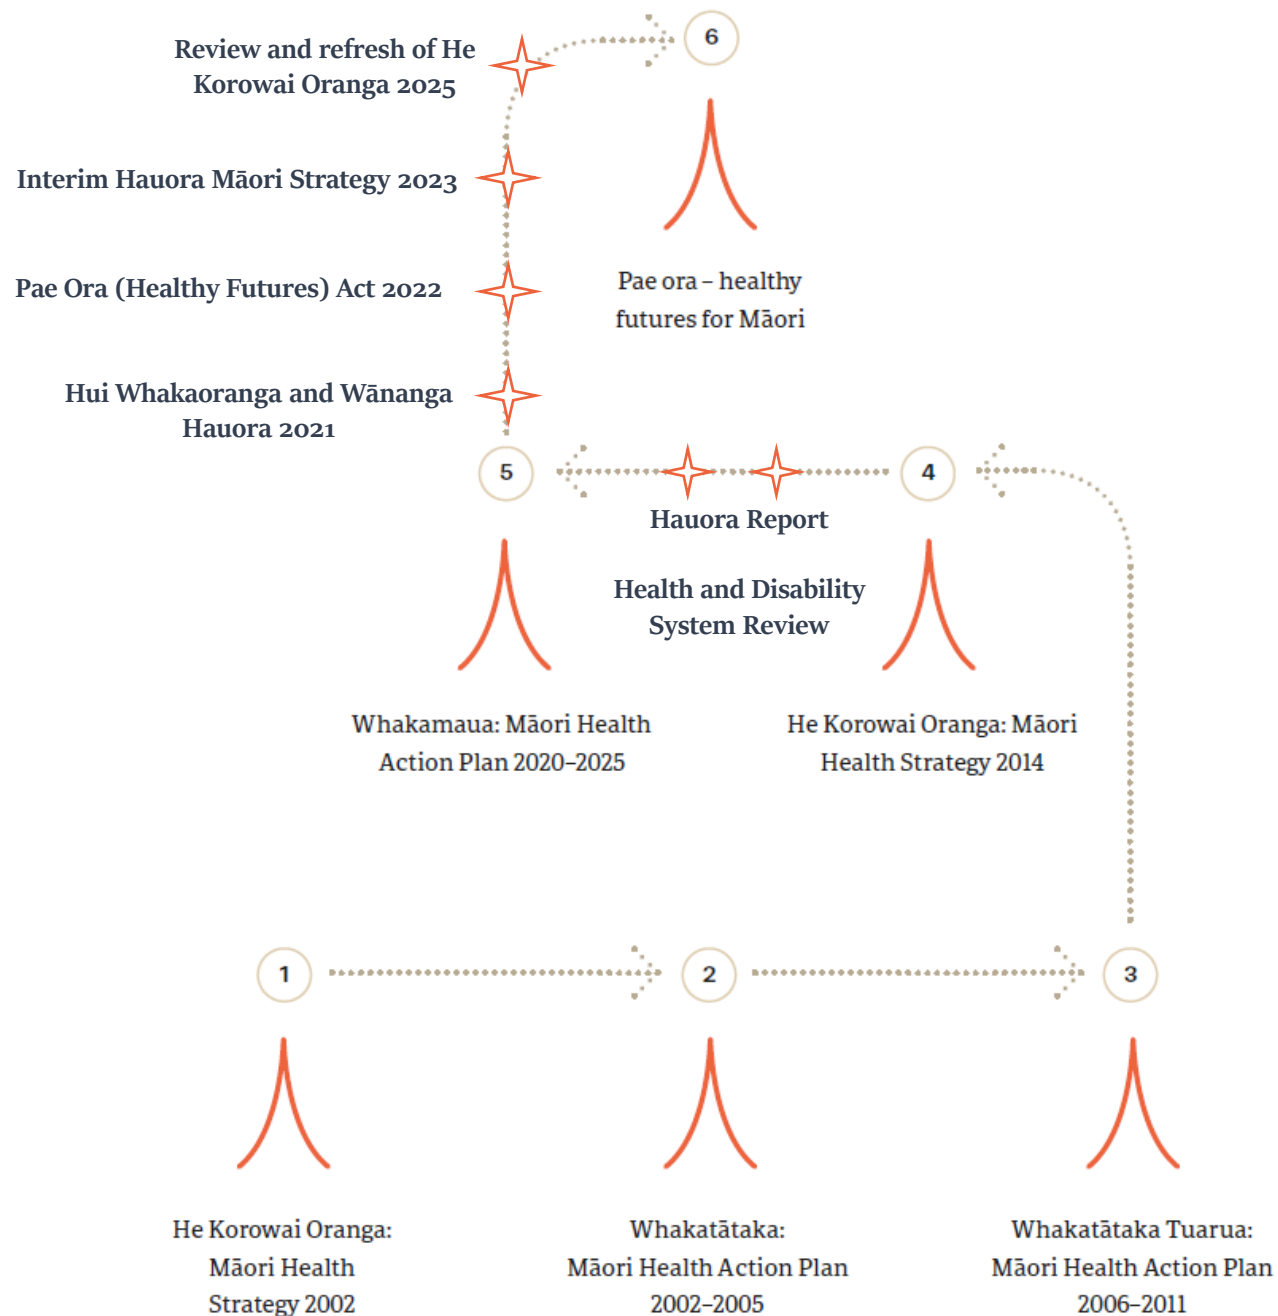 Review and refresh of He
Korowai Oranga 2025
6
Interim Hauora Māori Strategy 2023
Pae Ora (Healthy Futures) Act 2022
Pae ora – healthy
futures for Māori
Hui Whakaoranga and Wānanga
Hauora 2021
5
4
Hauora Report
Health and Disability
System Review
Whakamaua: Māori Health
Action Plan 2020–2025
He Korowai Oranga: Māori
Health Strategy 2014
1
2
3
He Korowai Oranga:
Māori Health
Strategy 2002
Whakatātaka:
Māori Health Action Plan
2002–2005
Whakatātaka Tuarua:
Māori Health Action Plan
2006–2011